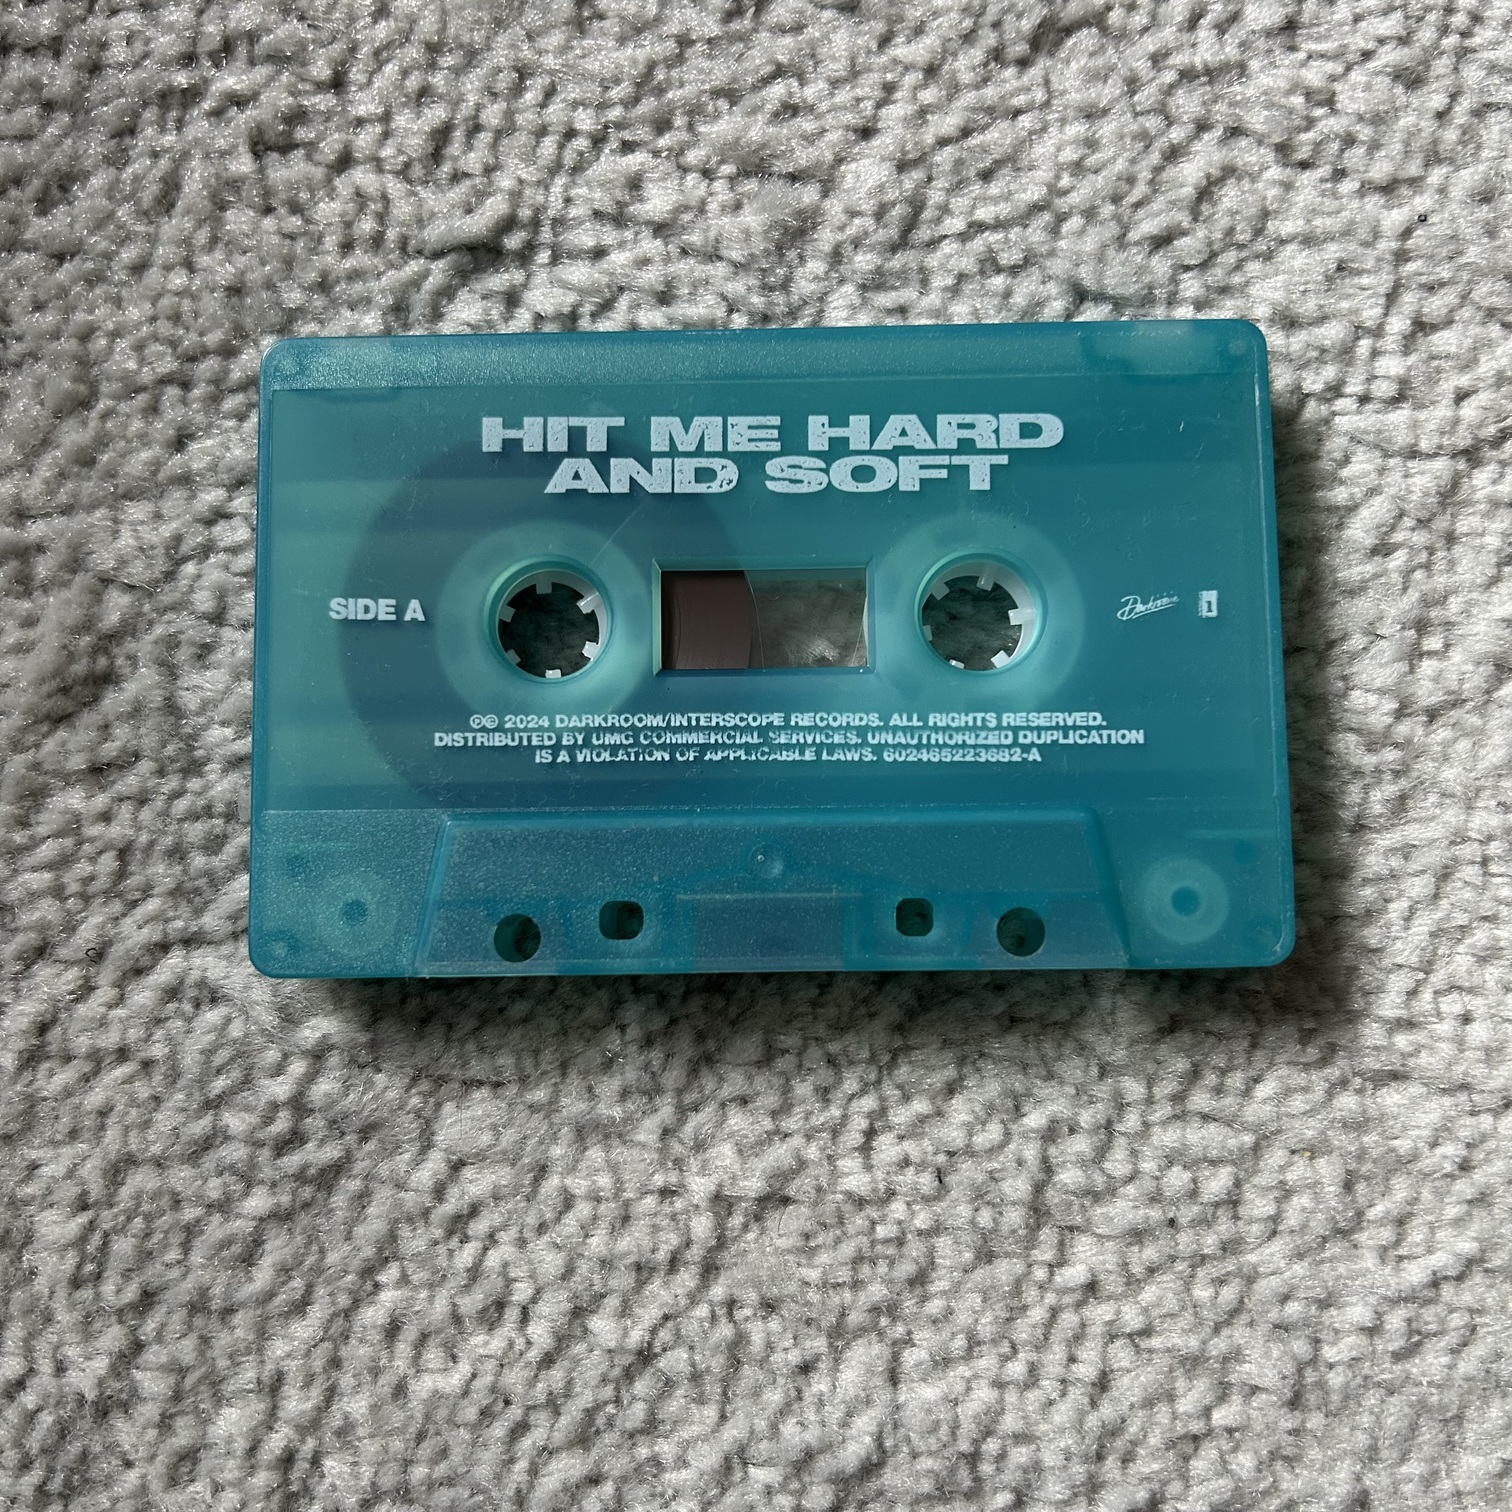 HIT ME HARD
AND SOFT
SIDE A
Darkroom
℗© 2024 DARKROOM/INTERSCOPE RECORDS. ALL RIGHTS RESERVED.
DISTRIBUTED BY UMG COMMERCIAL SERVICES. UNAUTHORIZED DUPLICATION
IS A VIOLATION OF APPLICABLE LAWS. 602465223682-A